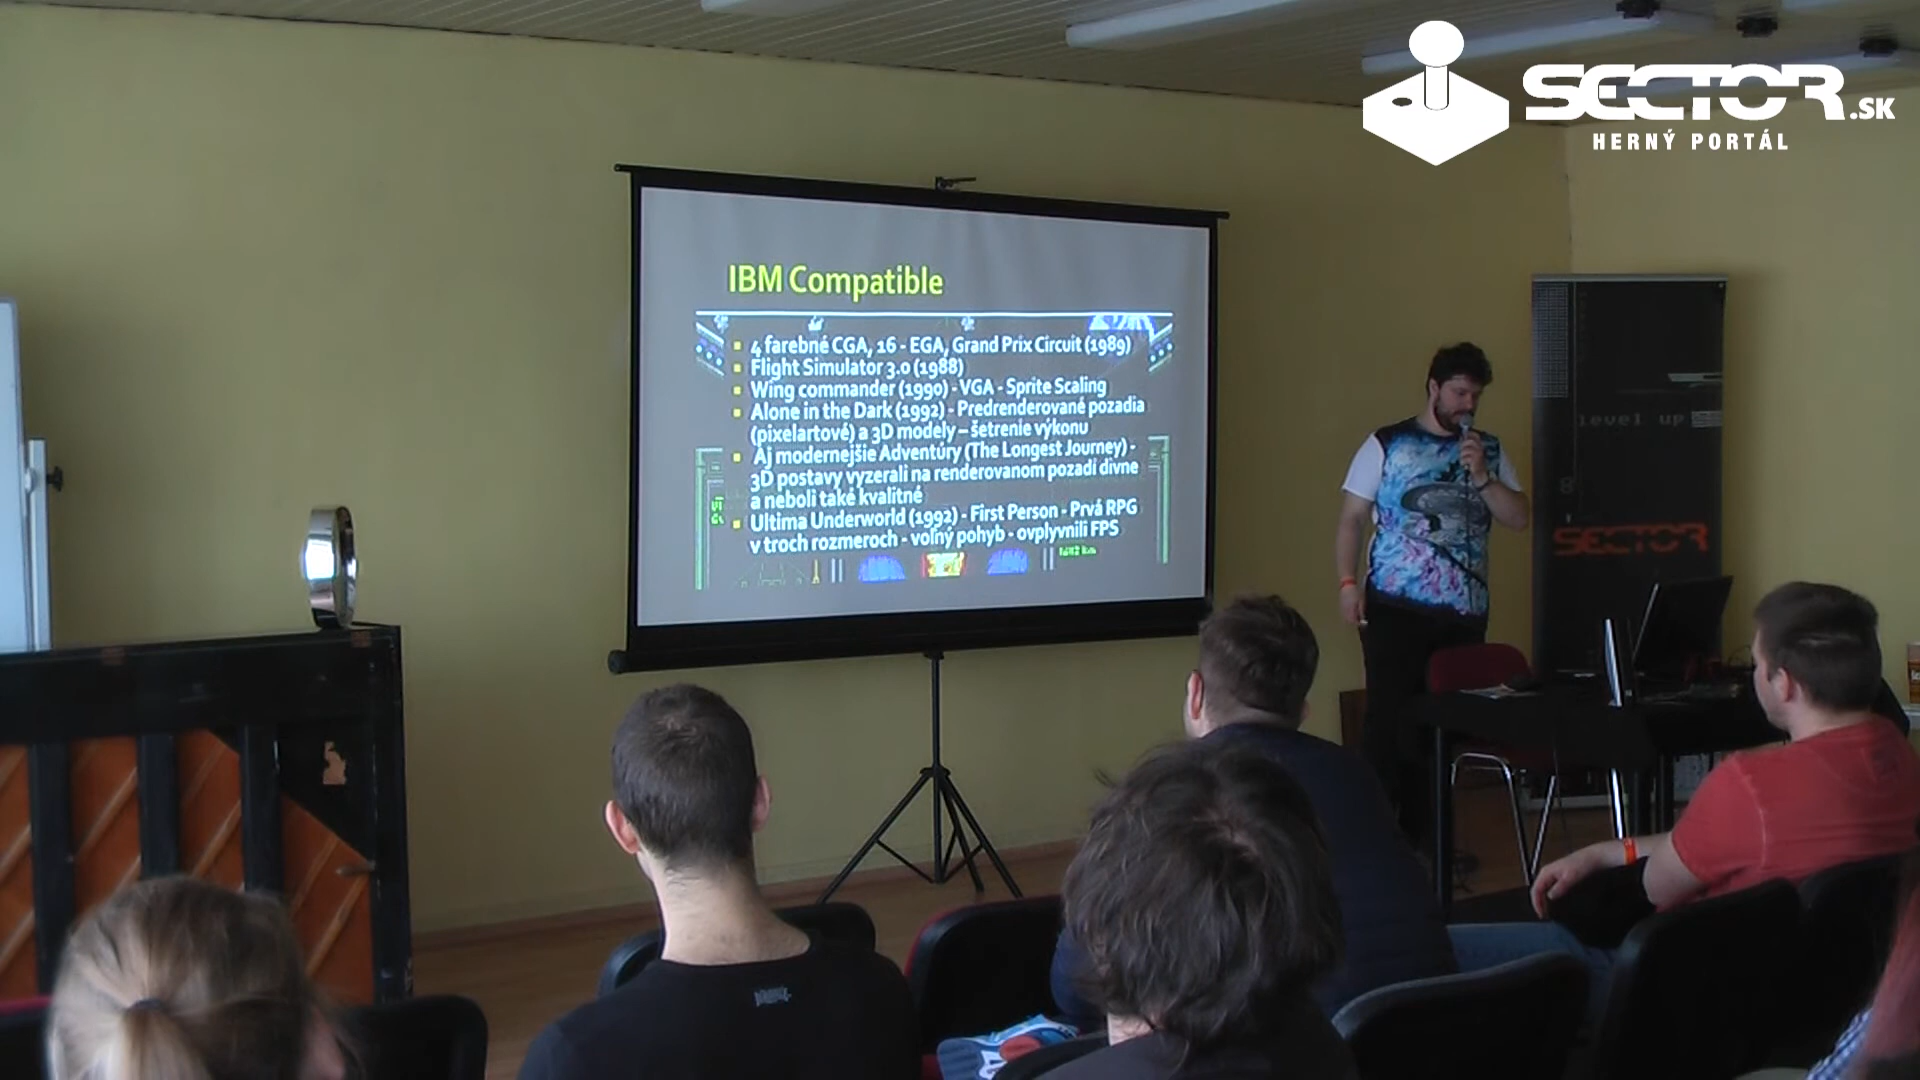 SECTOR.SK
HERNÝ PORTÁL
IBM Compatible
4 farebné CGA, 16 - EGA, Grand Prix Circuit (1989)
Flight Simulator 3.0 (1988)
Wing commander (1990) - VGA - Sprite Scaling
Alone in the Dark (1992) - Predrenderované pozadia
(pixelartové) a 3D modely – šetrenie výkonu
Aj modernejšie Adventúry (The Longest Journey) -
3D postavy vyzerali na renderovanom pozadí divne
a neboli také kvalitné
Ultima Underworld (1992) - First Person - Prvá RPG
v troch rozmeroch - voľný pohyb - ovplyvnili FPS
level up
SECTOR